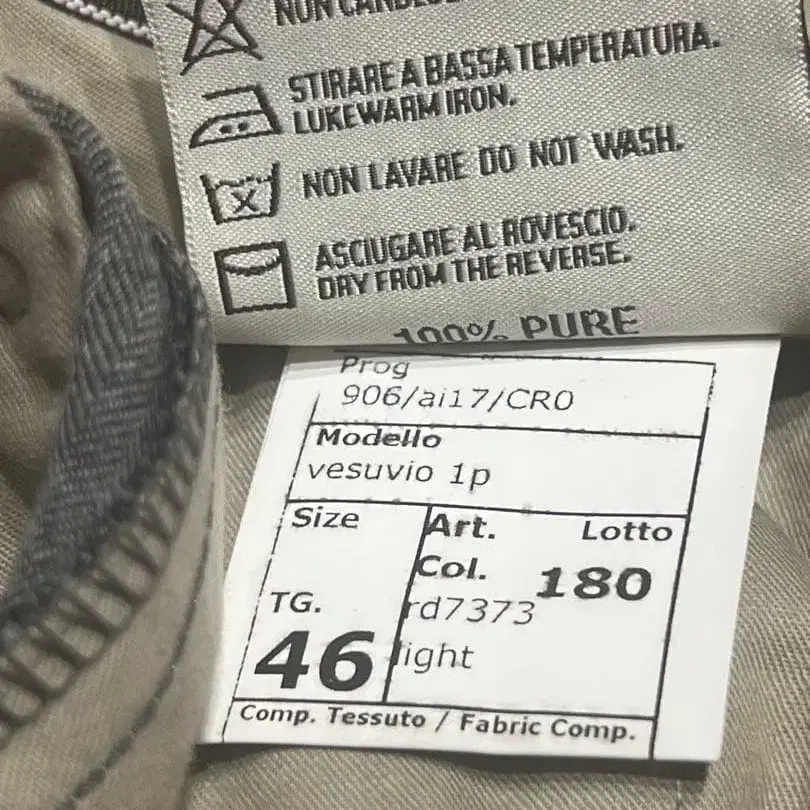 NON
STIRARE A BASSA TEMPERATURA.
LUKEWARM IRON.
NON LAVARE DO NOT WASH.
ASCIUGARE AL ROVESCIO.
DRY FROM THE REVERSE.
100% PURE
Prog
906/ai17/CR0
Modello
vesuvio 1p
Size
Art. Lotto
Col. 180
TG.
rd7373
46
light
Comp. Tessuto / Fabric Comp.